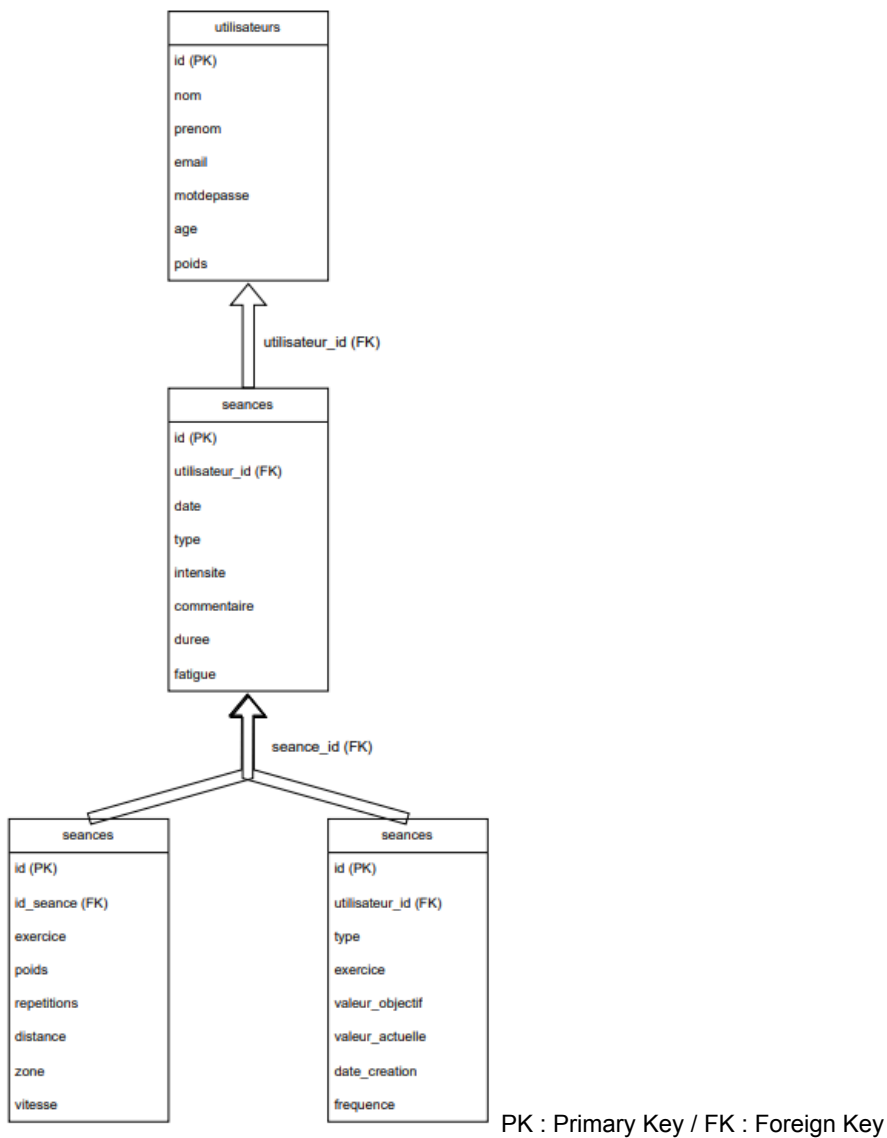 utilisateurs
id (PK)
nom
prenom
email
motdepasse
age
poids
utilisateur_id (FK)
seances
id (PK)
utilisateur_id (FK)
date
type
intensite
commentaire
duree
fatigue
seance_id (FK)
seances
id (PK)
id_seance (FK)
exercice
poids
repetitions
distance
zone
vitesse
seances
id (PK)
utilisateur_id (FK)
type
exercice
valeur_objectif
valeur_actuelle
date_creation
frequence
PK : Primary Key / FK : Foreign Key